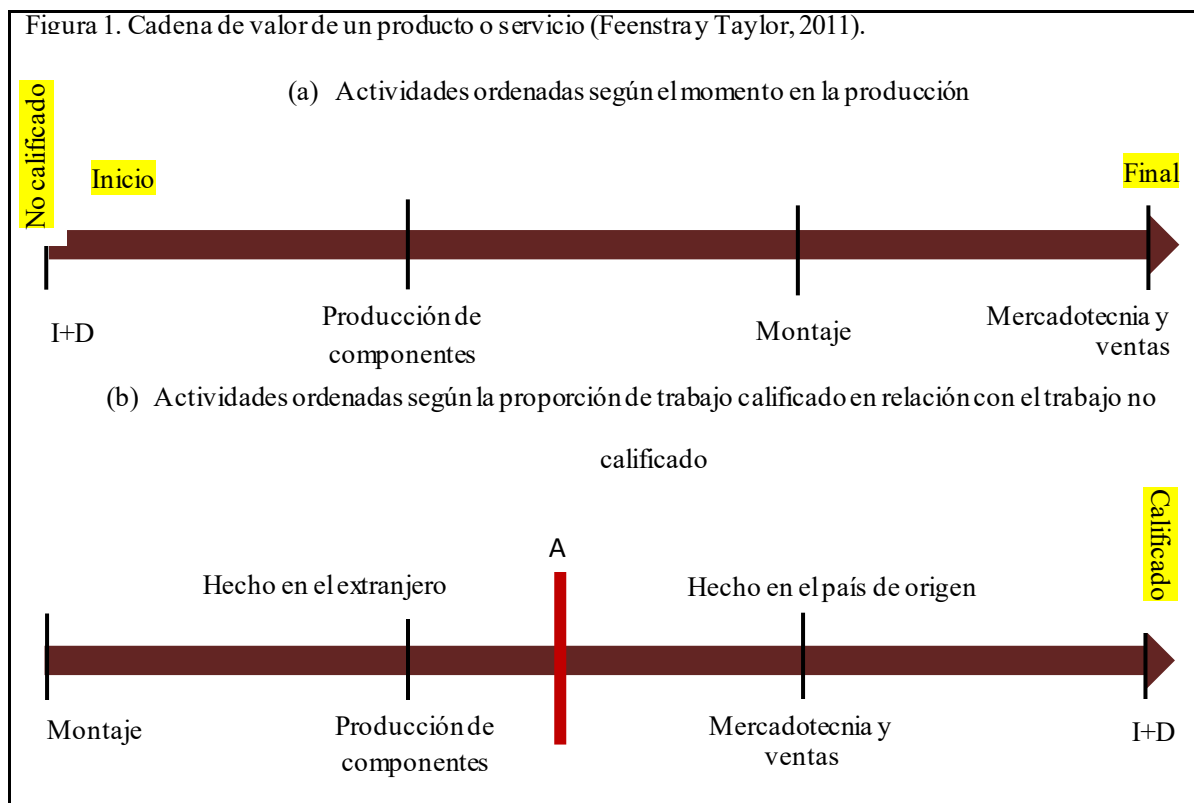 Figura 1. Cadena de valor de un producto o servicio (Feenstra y Taylor, 2011).
(a) Actividades ordenadas según el momento en la producción
No calificado
Inicio
Final
I+D
Producción de
componentes
Montaje
Mercadotecnia y
ventas
(b) Actividades ordenadas según la proporción de trabajo calificado en relación con el trabajo no
calificado
Calificado
A
Hecho en el extranjero
Hecho en el país de origen
Montaje
Producción de
componentes
Mercadotecnia y
ventas
I+D